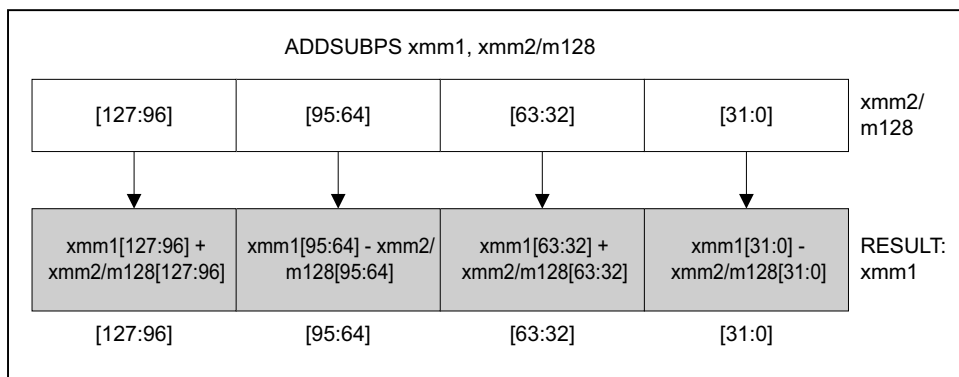 ADDSUBPS xmm1, xmm2/m128
[127:96] [95:64] [63:32] [31:0] xmm2/
m128
xmm1[127:96] + xmm1[95:64] - xmm2/ xmm1[63:32] + xmm1[31:0] - RESULT:
xmm2/m128[127:96] m128[95:64] xmm2/m128[63:32] xmm2/m128[31:0] xmm1
[127:96] [95:64] [63:32] [31:0]